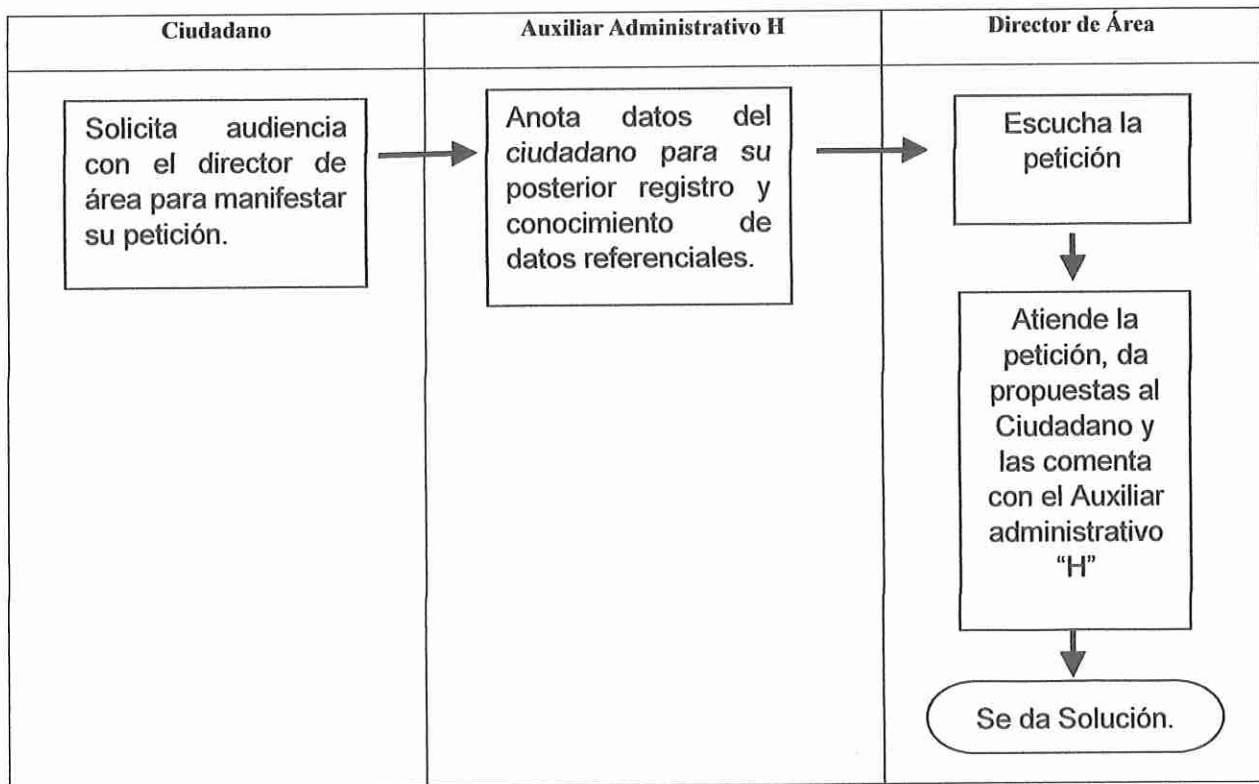 Ciudadano
Auxiliar Administrativo H
Director de Área
Solicita audiencia
con el director de
área para manifestar
su petición.
Anota datos del
ciudadano para su
posterior registro y
conocimiento de
datos referenciales.
Escucha la
petición
Atiende la
petición, da
propuestas al
Ciudadano y
las comenta
con el Auxiliar
administrativo
“H”
Se da Solución.